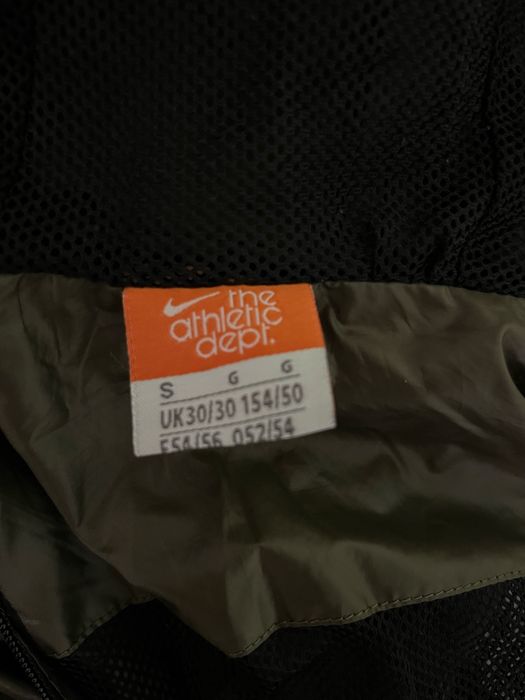 the
athletic
dept.
S G G
UK30/30 154/50
E54/56 052/54